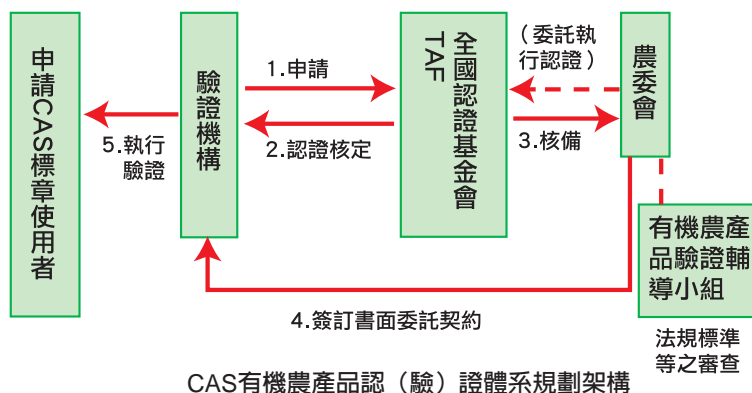 申請CAS標章使用者
5.執行
驗證
驗證機構
1.申請
2.認證核定
全國認證基金會
TAF
（委託執
行認證）
3.核備
農委會
有機農產
品驗證輔
導小組
法規標準
等之審查
4.簽訂書面委託契約
CAS有機農產品認（驗）證體系規劃架構